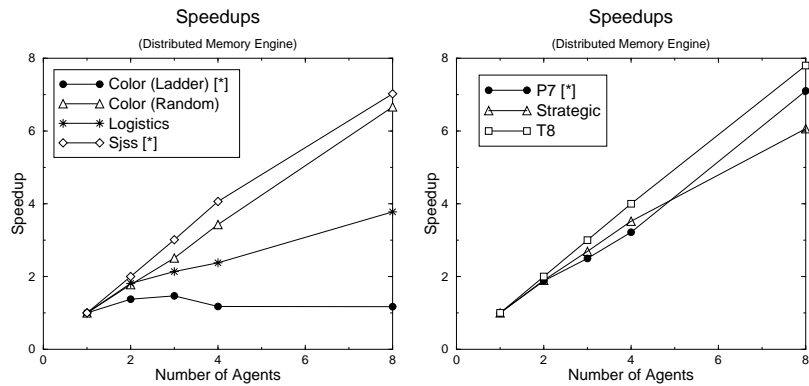 Speedups
(Distributed Memory Engine)
8
6
4
2
0
Speedup
Color (Ladder) [*]
Color (Random)
Logistics
Sjss [*]
0 2 4 6 8
Number of Agents
Speedups
(Distributed Memory Engine)
8
6
4
2
0
Speedup
P7 [*]
Strategic
T8
0 2 4 6 8
Number of Agents